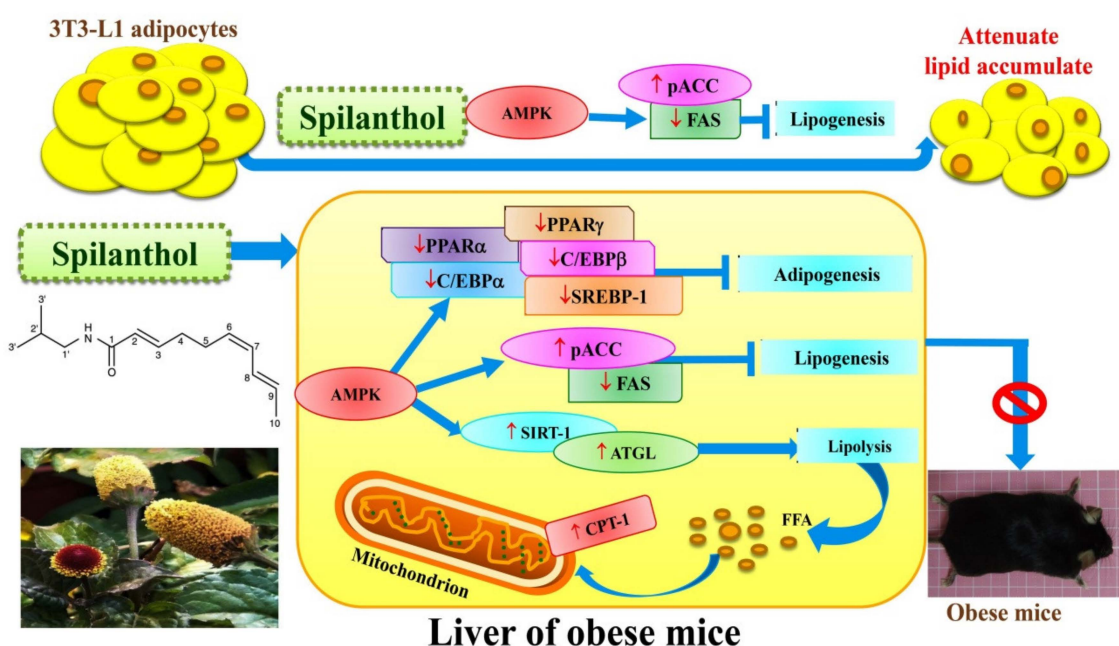 3T3-L1 adipocytes
Spilanthol
AMPK
↑ pACC
↓ FAS
Lipogenesis
Attenuate
lipid accumulate
Spilanthol
↓PPARα
↓PPARγ
↓C/EBPα
↓C/EBPβ
↓SREBP-1
Adipogenesis
3'
2'
3'
1'
H
N
1
O
2
3
4
5
6
7
8
9
10
AMPK
↑ pACC
↓ FAS
Lipogenesis
↑ SIRT-1
↑ ATGL
Lipolysis
FFA
↑ CPT-1
Mitochondrion
Obese mice
Liver of obese mice